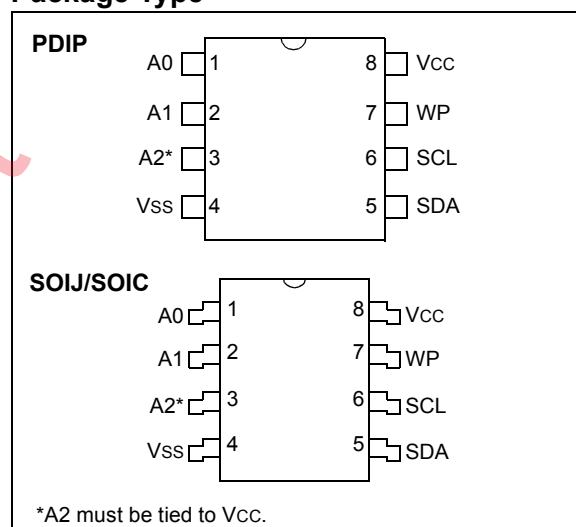 PDIP
A0 1 8 VCC
A1 2 7 WP
A2* 3 6 SCL
VSS 4 5 SDA
SOIJ/SOIC
A0 1 8 VCC
A1 2 7 WP
A2* 3 6 SCL
VSS 4 5 SDA
*A2 must be tied to VCC.